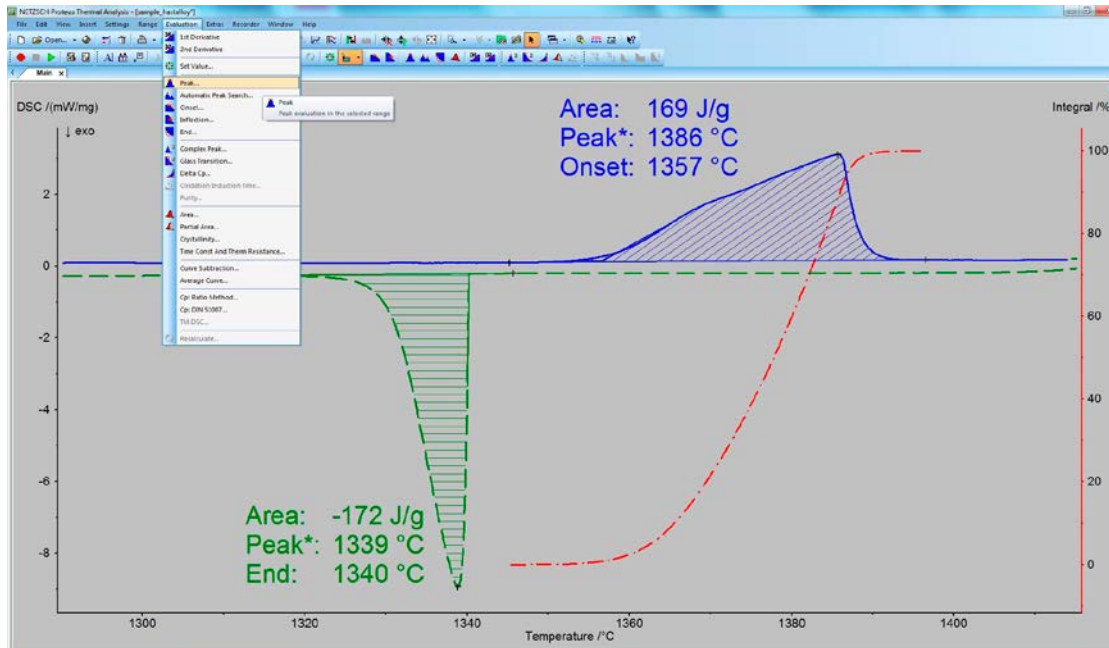 NETZSCH Proteus Thermal Analysis - [sample_hastalloy*]
File Edit View Insert Settings Range Evaluation Extras Recorder Window Help
Open...
1st Derivative
2nd Derivative
Set Value...
Main x
Peak...
Automatic Peak Search...
Onset...
Inflection...
End...
Peak
Peak evaluation in the selected range
Complex Peak...
Glass Transition...
Delta Cp...
Oxidation Induction Time...
Purity...
Area...
Partial Area...
Crystallinity...
Time Const And Therm Resistance...
Curve Subtraction...
Average Curve...
Cp: Ratio Method...
Cp: DIN 51007...
TM-DSC...
Recalculate...
DSC /(mW/mg)
↓ exo
Area: 169 J/g
Peak*: 1386 °C
Onset: 1357 °C
Integral /%
2
0
-2
-4
-6
-8
100
80
60
40
20
0
Area: -172 J/g
Peak*: 1339 °C
End: 1340 °C
1300 1320 1340 1360 1380 1400
Temperature /°C